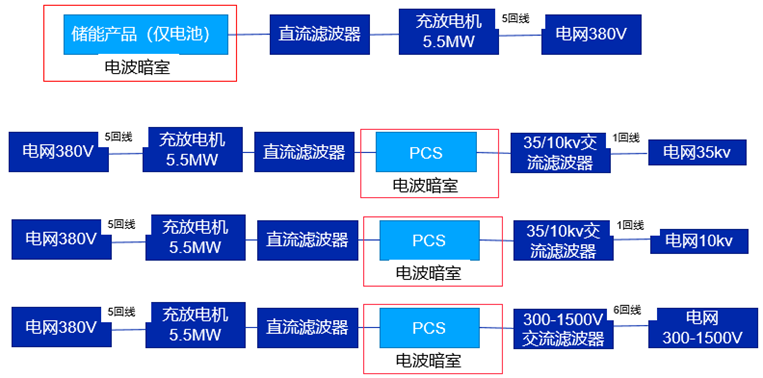 储能产品（仅电池）
电波暗室
直流滤波器
充放电机
5.5MW
5回线
电网380V
电网380V
5回线
充放电机
5.5MW
直流滤波器
PCS
电波暗室
35/10kv交
流滤波器
1回线
电网35kv
电网380V
5回线
充放电机
5.5MW
直流滤波器
PCS
电波暗室
35/10kv交
流滤波器
1回线
电网10kv
电网380V
5回线
充放电机
5.5MW
直流滤波器
PCS
电波暗室
300-1500V
交流滤波器
6回线
电网
300-1500V